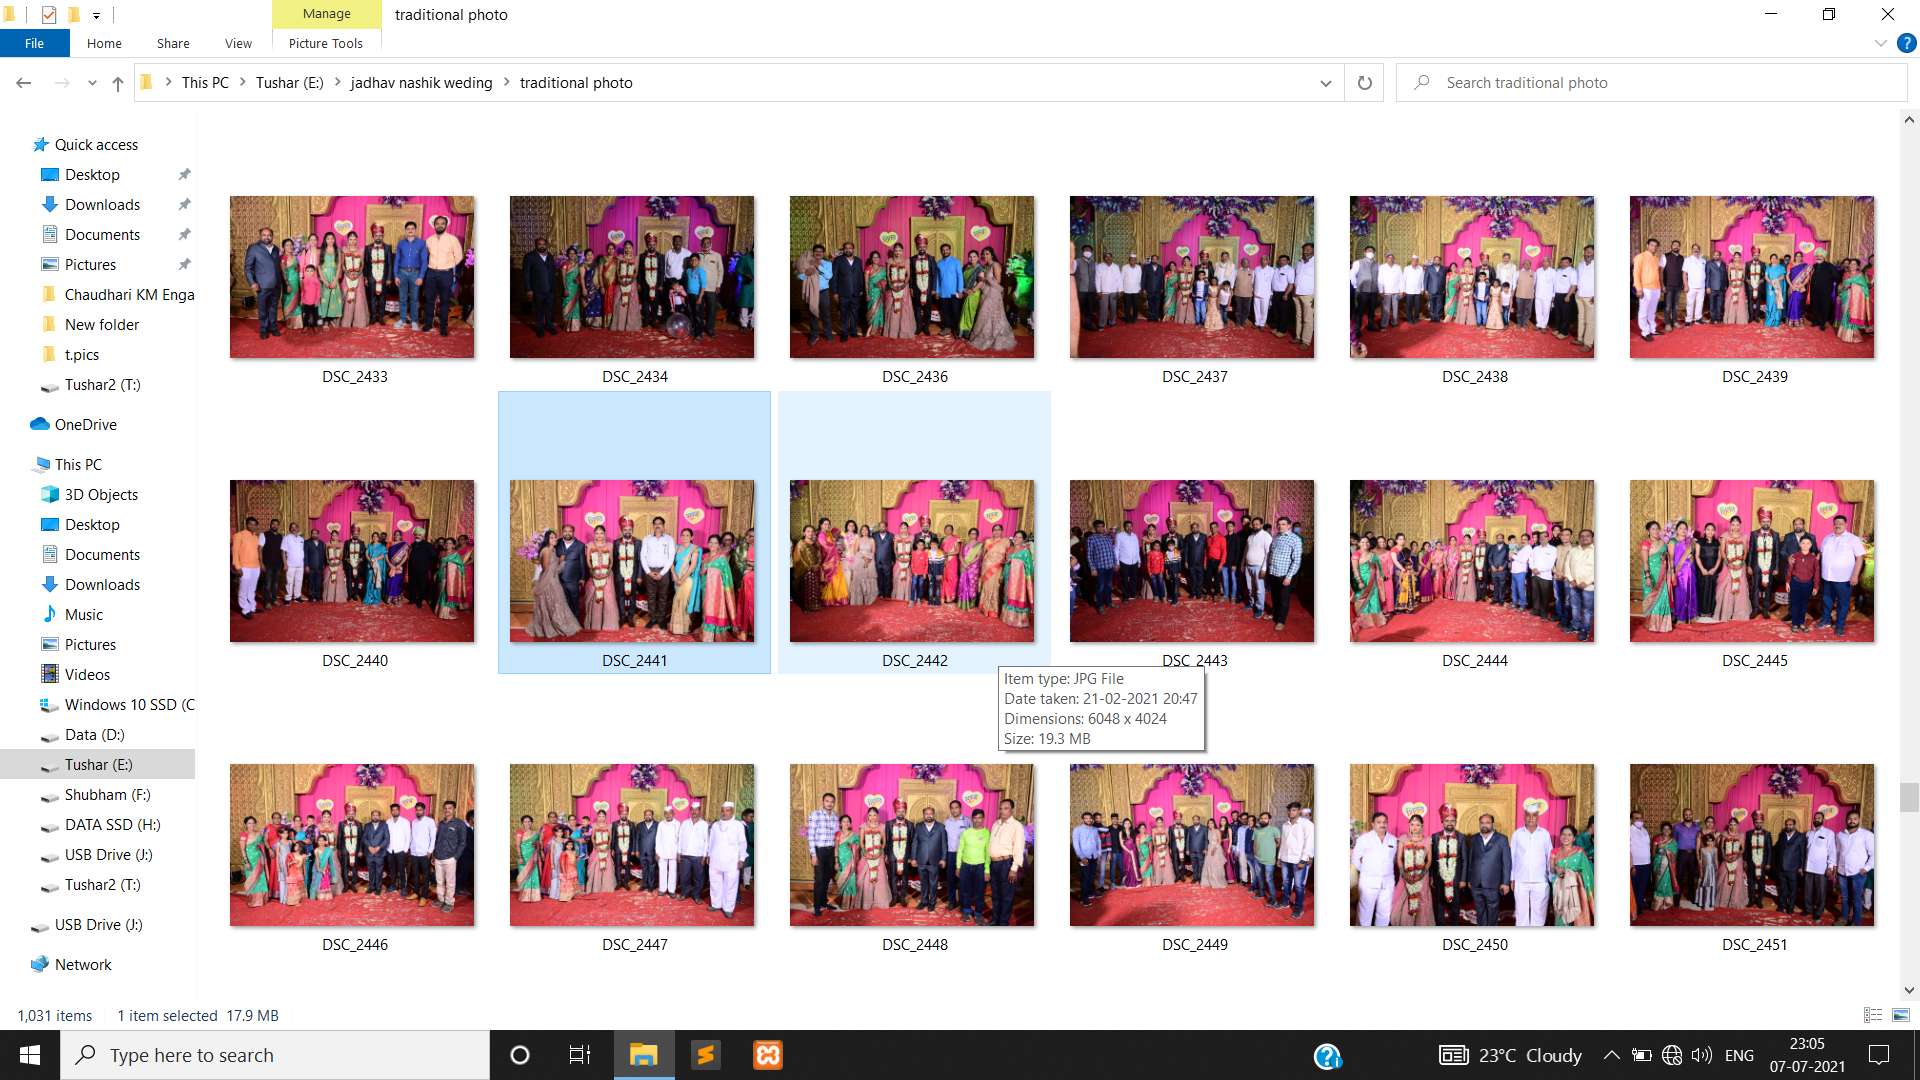 Manage
traditional photo
File
Home
Share
View
Picture Tools
This PC
Tushar (E:)
jadhav nashik weding
traditional photo
Search traditional photo
Quick access
Desktop
Downloads
Documents
Pictures
Chaudhari KM Enga
New folder
t.pics
Tushar2 (T:)
OneDrive
This PC
3D Objects
Desktop
Documents
Downloads
Music
Pictures
Videos
Windows 10 SSD (C
Data (D:)
Tushar (E:)
Shubham (F:)
DATA SSD (H:)
USB Drive (J:)
Tushar2 (T:)
USB Drive (J:)
Network
DSC_2433
DSC_2434
DSC_2436
DSC_2437
DSC_2438
DSC_2439
DSC_2440
DSC_2441
DSC_2442
DSC_2443
DSC_2444
DSC_2445
Item type: JPG File
Date taken: 21-02-2021 20:47
Dimensions: 6048 x 4024
Size: 19.3 MB
DSC_2446
DSC_2447
DSC_2448
DSC_2449
DSC_2450
DSC_2451
1,031 items
1 item selected 17.9 MB
Type here to search
23°C Cloudy
ENG
23:05
07-07-2021